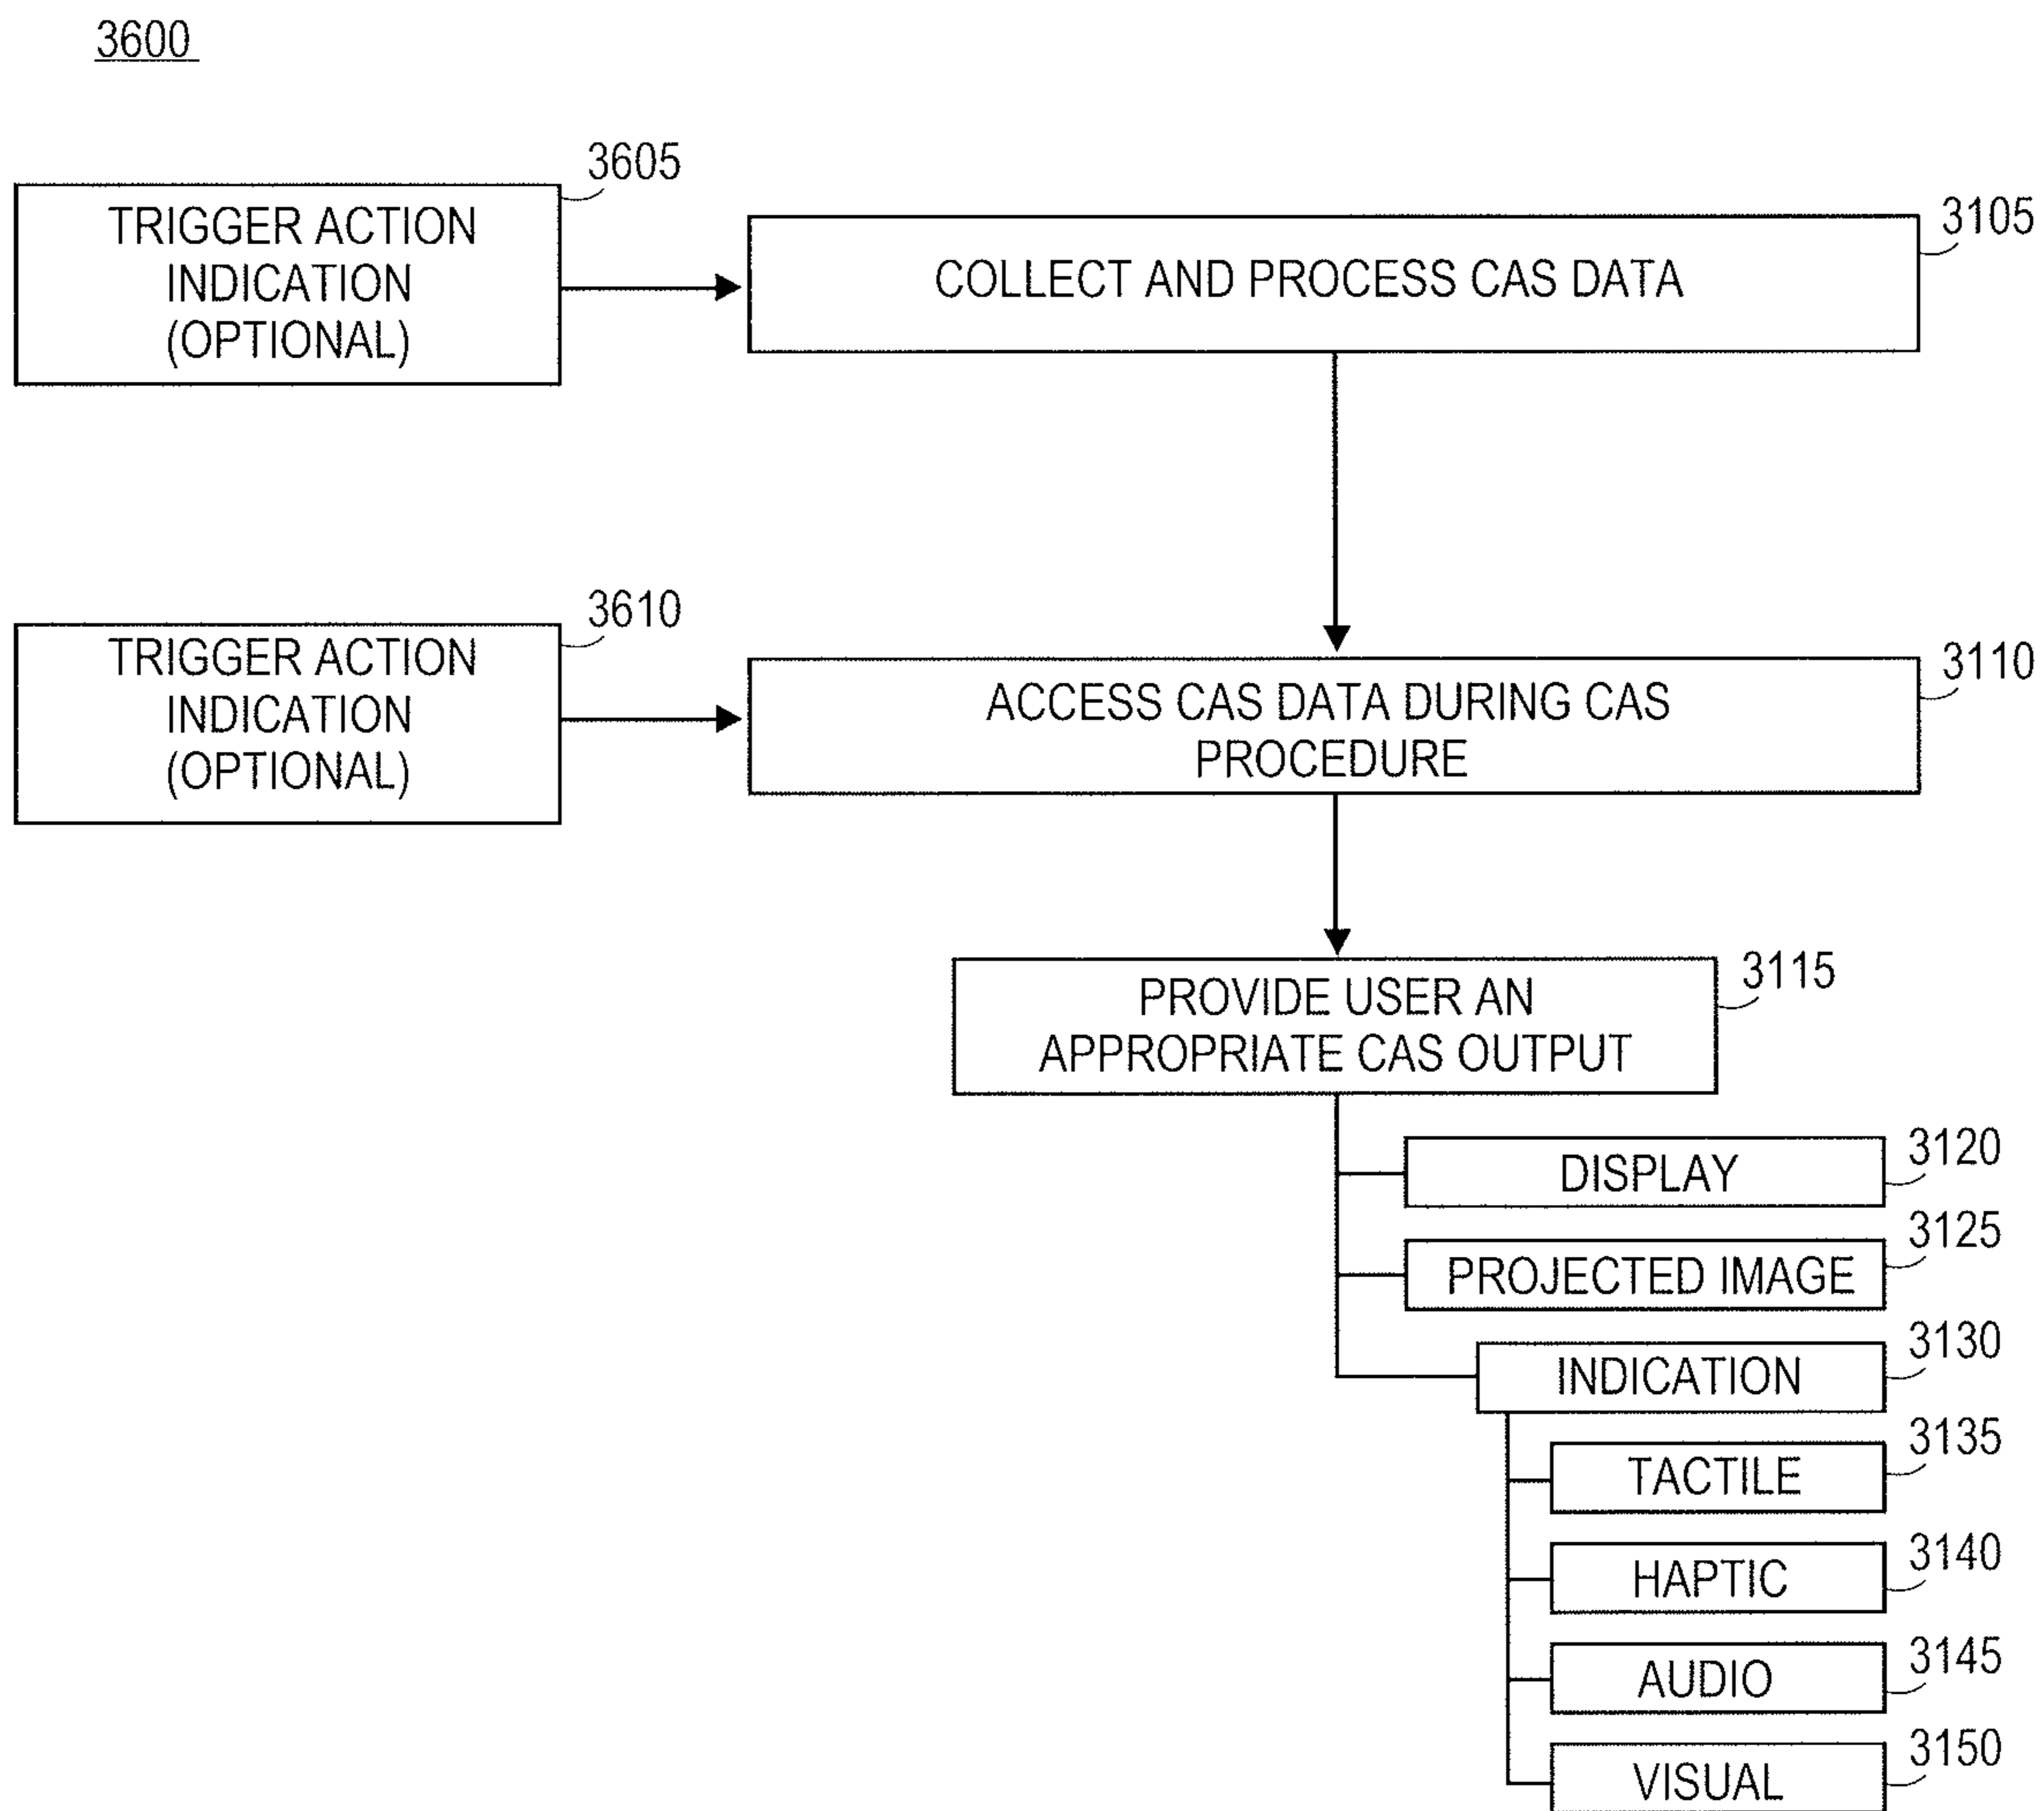 3600
3605
TRIGGER ACTION
INDICATION
(OPTIONAL)
3105
COLLECT AND PROCESS CAS DATA
3610
TRIGGER ACTION
INDICATION
(OPTIONAL)
3110
ACCESS CAS DATA DURING CAS
PROCEDURE
3115
PROVIDE USER AN
APPROPRIATE CAS OUTPUT
3120
DISPLAY
3125
PROJECTED IMAGE
3130
INDICATION
3135
TACTILE
3140
HAPTIC
3145
AUDIO
3150
VISUAL